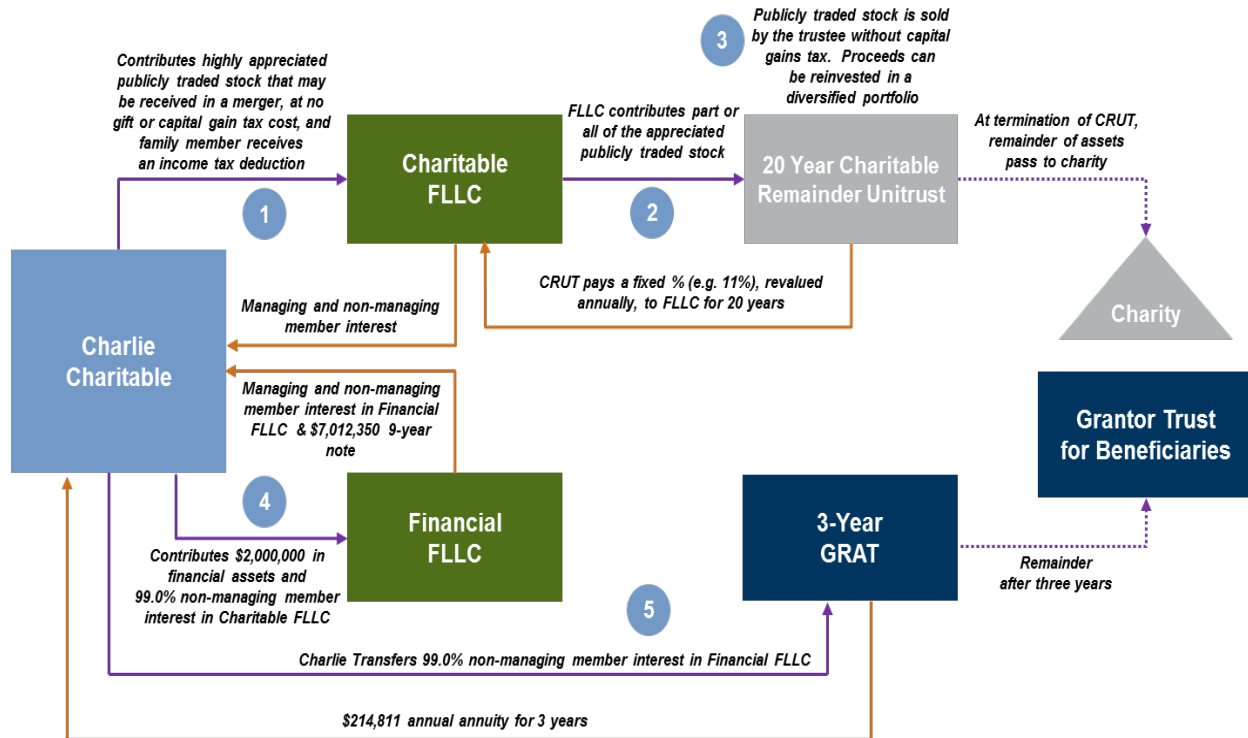 Contributes highly appreciated
publicly traded stock that may
be received in a merger, at no
gift or capital gain tax cost, and
family member receives
an income tax deduction
1
Charitable
FLLC
FLLC contributes part or
all of the appreciated
publicly traded stock
2
3
Publicly traded stock is sold
by the trustee without capital
gains tax. Proceeds can
be reinvested in a
diversified portfolio
20 Year Charitable
Remainder Unitrust
At termination of CRUT,
remainder of assets
pass to charity
Charity
CRUT pays a fixed % (e.g. 11%), revalued
annually, to FLLC for 20 years
Managing and non-managing
member interest
Charlie
Charitable
Managing and non-managing
member interest in Financial
FLLC & $7,012,350 9-year
note
4
Contributes $2,000,000 in
financial assets and
99.0% non-managing member
interest in Charitable FLLC
Financial
FLLC
5
Charlie Transfers 99.0% non-managing member interest in Financial FLLC
3-Year
GRAT
Remainder
after three years
Grantor Trust
for Beneficiaries
$214,811 annual annuity for 3 years